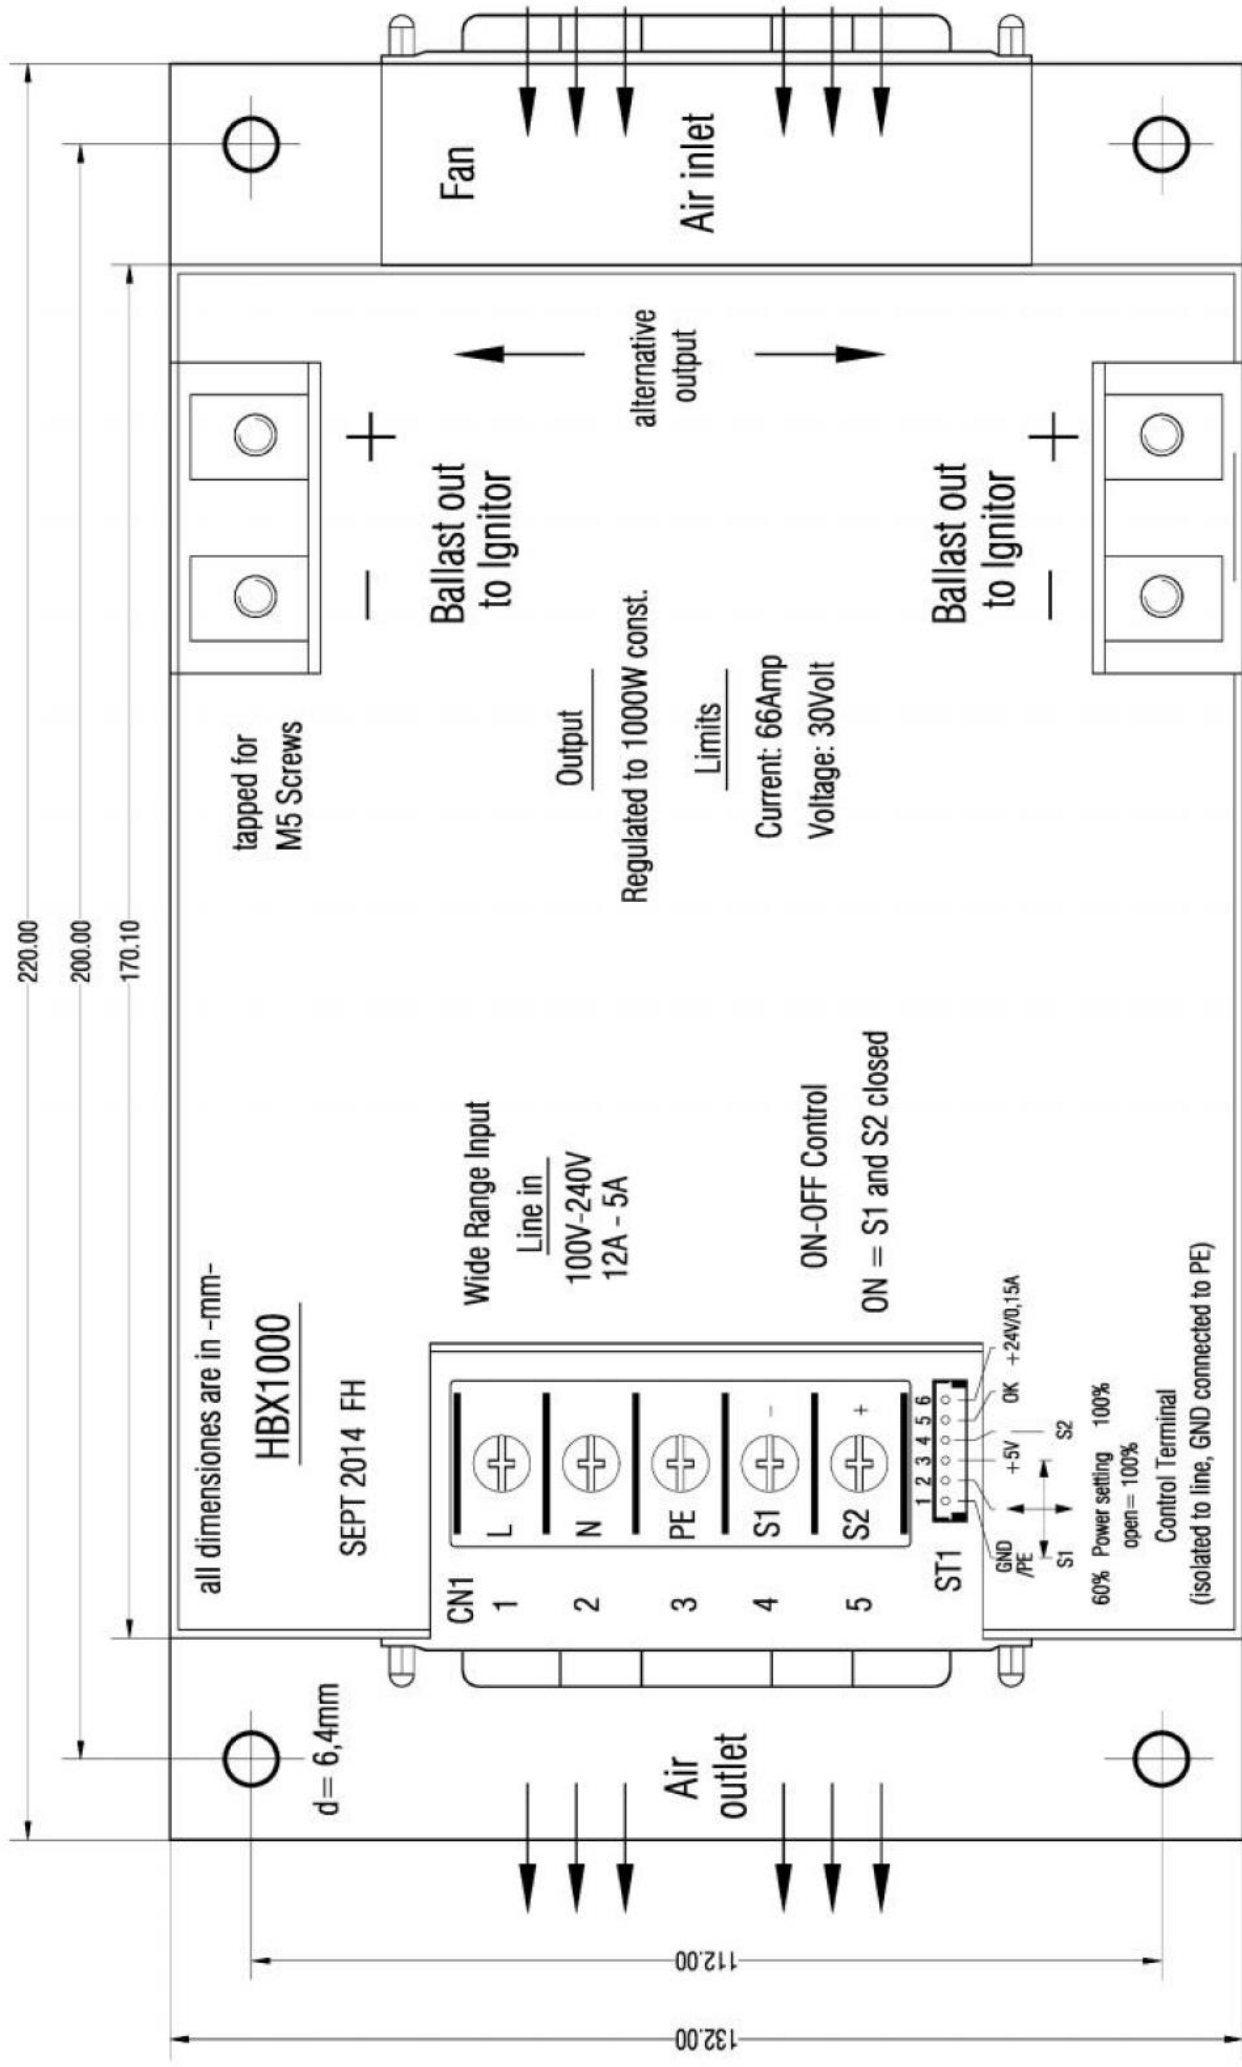 220.00
200.00
170.10
132.00
112.00
all dimensiones are in -mm-
HBX1000
SEPT 2014 FH
d= 6,4mm
tapped for
M5 Screws
-
+
Ballast out
to Ignitor
Fan
Air inlet
alternative
output
Wide Range Input
Line in
100V-240V
12A - 5A
Output
Regulated to 1000W const.
Limits
Current: 66Amp
Voltage: 30Volt
Air
outlet
CN1
1 L
2 N
3 PE
4 S1 -
5 S2 +
ON-OFF Control
ON = S1 and S2 closed
Ballast out
to Ignitor
-
+
ST1
1 2 3 4 5 6
GND
/PE
+5V
OK
+24V/0,15A
S1
S2
60% Power setting 100%
open= 100%
Control Terminal
(isolated to line, GND connected to PE)